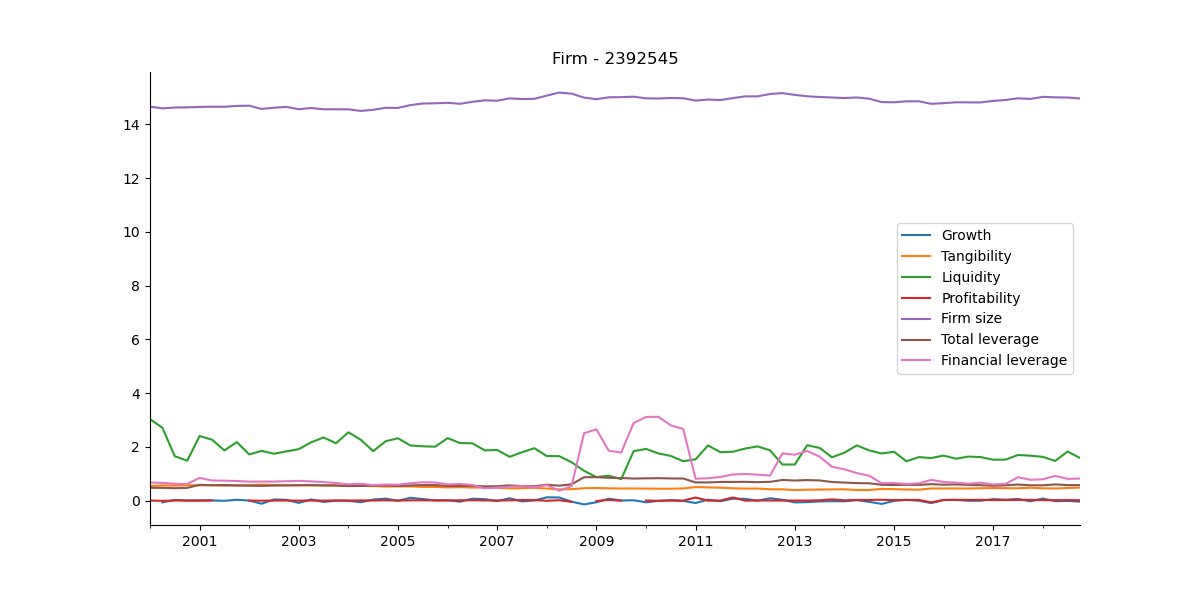 Firm - 2392545
14
12
10
8
6
4
2
0
Growth
Tangibility
Liquidity
Profitability
Firm size
Total leverage
Financial leverage
2001 2003 2005 2007 2009 2011 2013 2015 2017